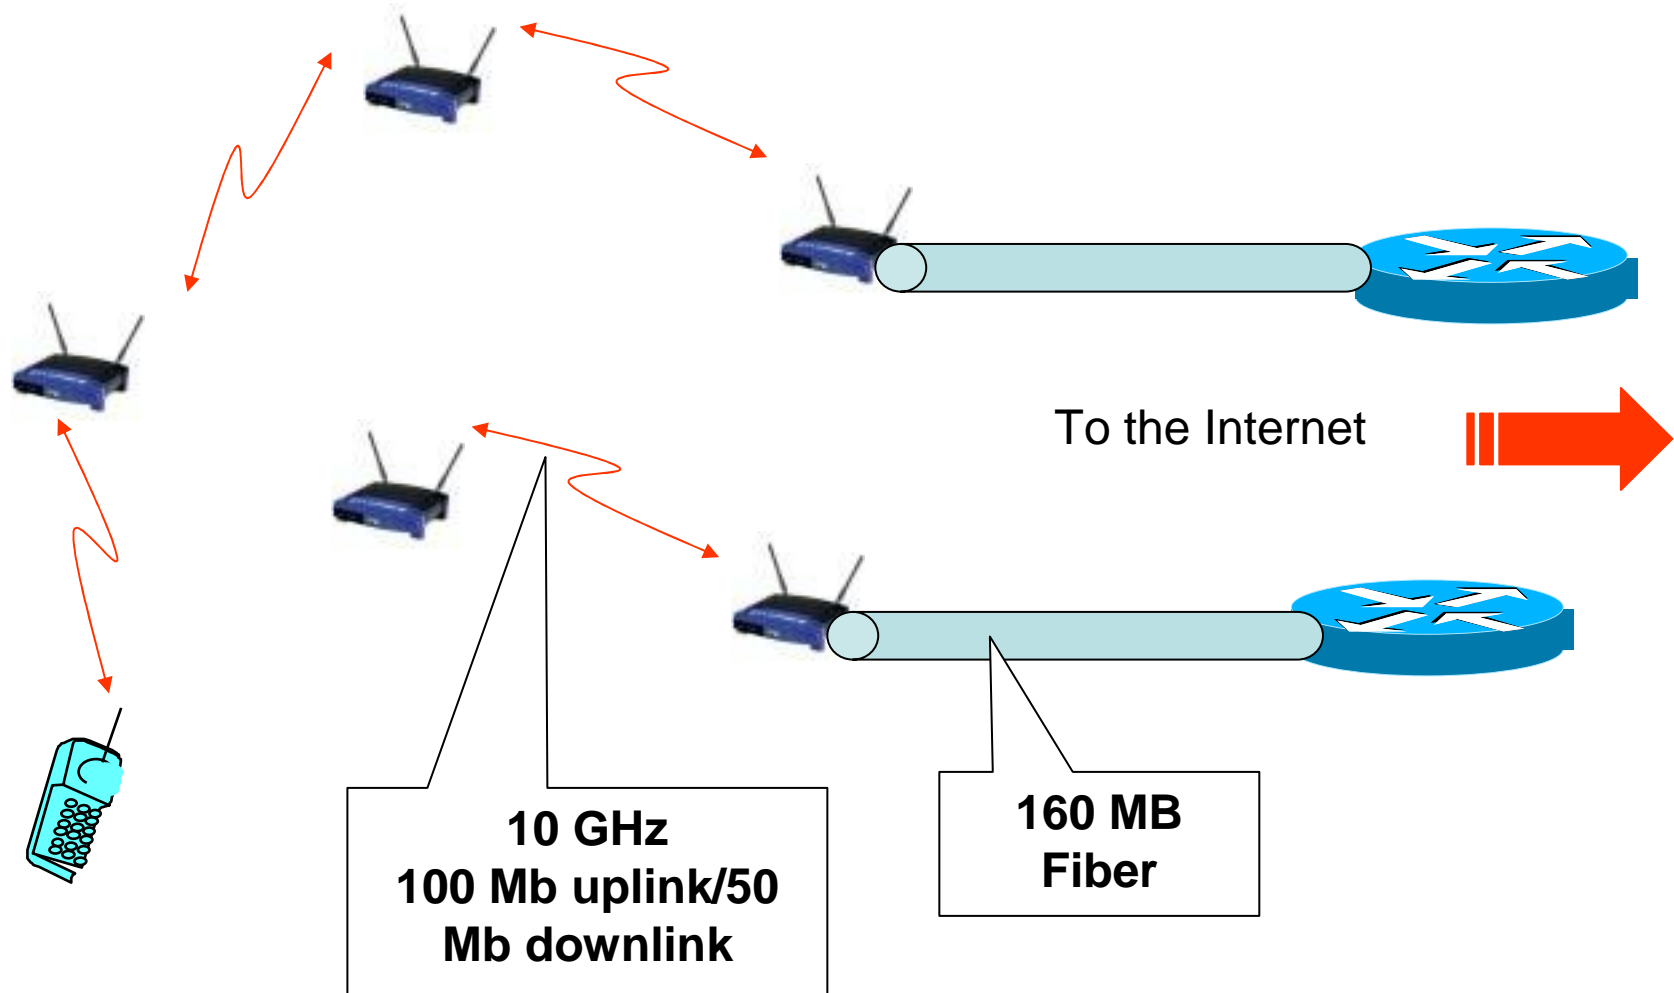 To the Internet
10 GHz
100 Mb uplink/50
Mb downlink
160 MB
Fiber